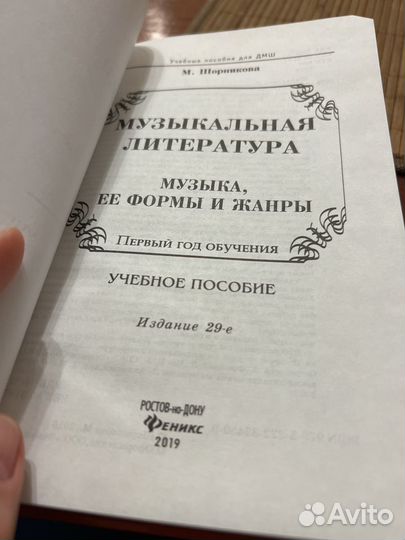 Учебные пособия для ДМШ
М. Шорникова
МУЗЫКАЛЬНАЯ
ЛИТЕРАТУРА
МУЗЫКА,
ЕЕ ФОРМЫ И ЖАНРЫ
Первый год обучения
УЧЕБНОЕ ПОСОБИЕ
Издание 29-е
РОСТОВ-НА-ДОНУ
ФЕНИКС
2019
Avito